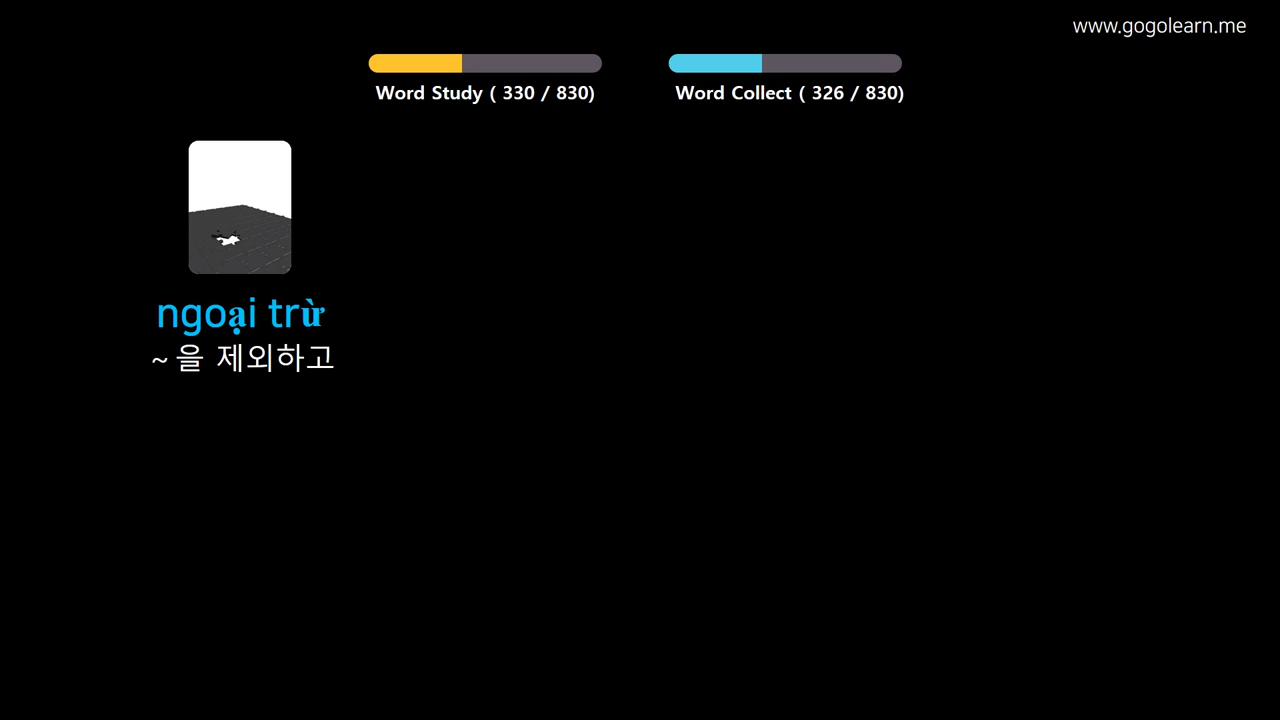 www.gogolearn.me
Word Study ( 330 / 830)
Word Collect ( 326 / 830)
ngoại trừ
~ 을 제외하고